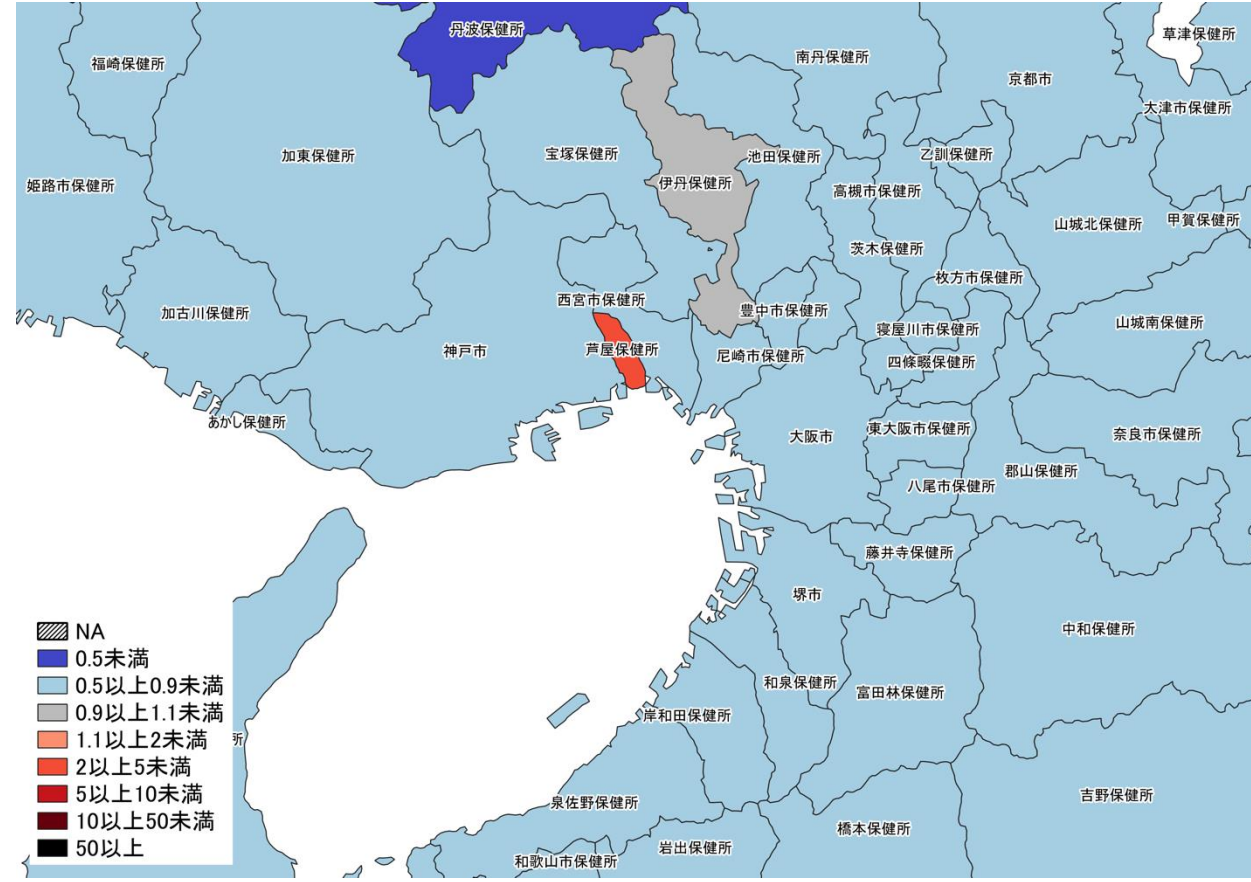 丹波保健所
草津保健所
福崎保健所
南丹保健所
京都市
大津市保健所
加東保健所
宝塚保健所
池田保健所
乙訓保健所
姫路市保健所
伊丹保健所
高槻市保健所
山城北保健所
甲賀保健所
茨木保健所
枚方市保健所
西宮市保健所
加古川保健所
豊中市保健所
寝屋川市保健所
山城南保健所
神戸市
芦屋保健所
尼崎市保健所
四條畷保健所
あかし保健所
大阪市
東大阪市保健所
奈良市保健所
郡山保健所
八尾市保健所
藤井寺保健所
堺市
中和保健所
和泉保健所
富田林保健所
岸和田保健所
所
泉佐野保健所
吉野保健所
橋本保健所
岩出保健所
和歌山市保健所
NA
0.5未満
0.5以上0.9未満
0.9以上1.1未満
1.1以上2未満
2以上5未満
5以上10未満
10以上50未満
50以上